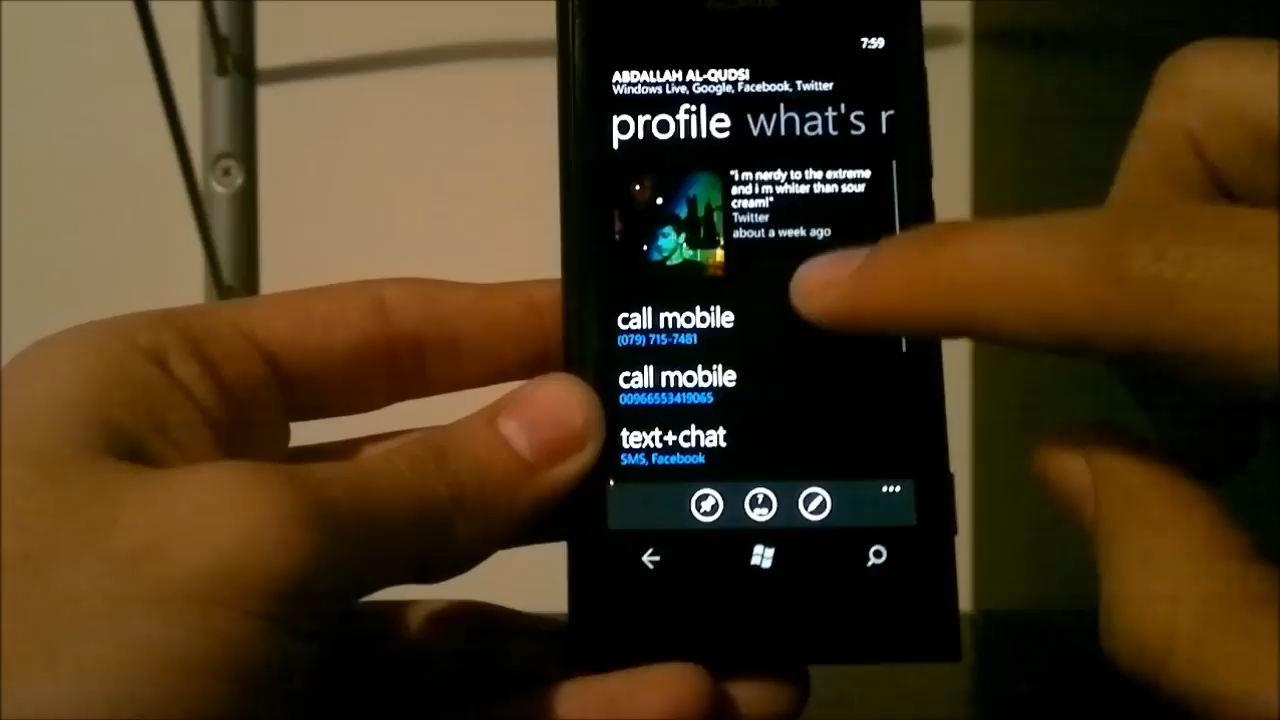 7:59
ABDALLAH AL-QUDSI
Windows Live, Google, Facebook, Twitter
profile what's r
"i m nerdy to the extreme
and i m whiter than sour
cream!"
Twitter
about a week ago
call mobile
(079) 715-7481
call mobile
00966553419065
text+chat
SMS, Facebook
7